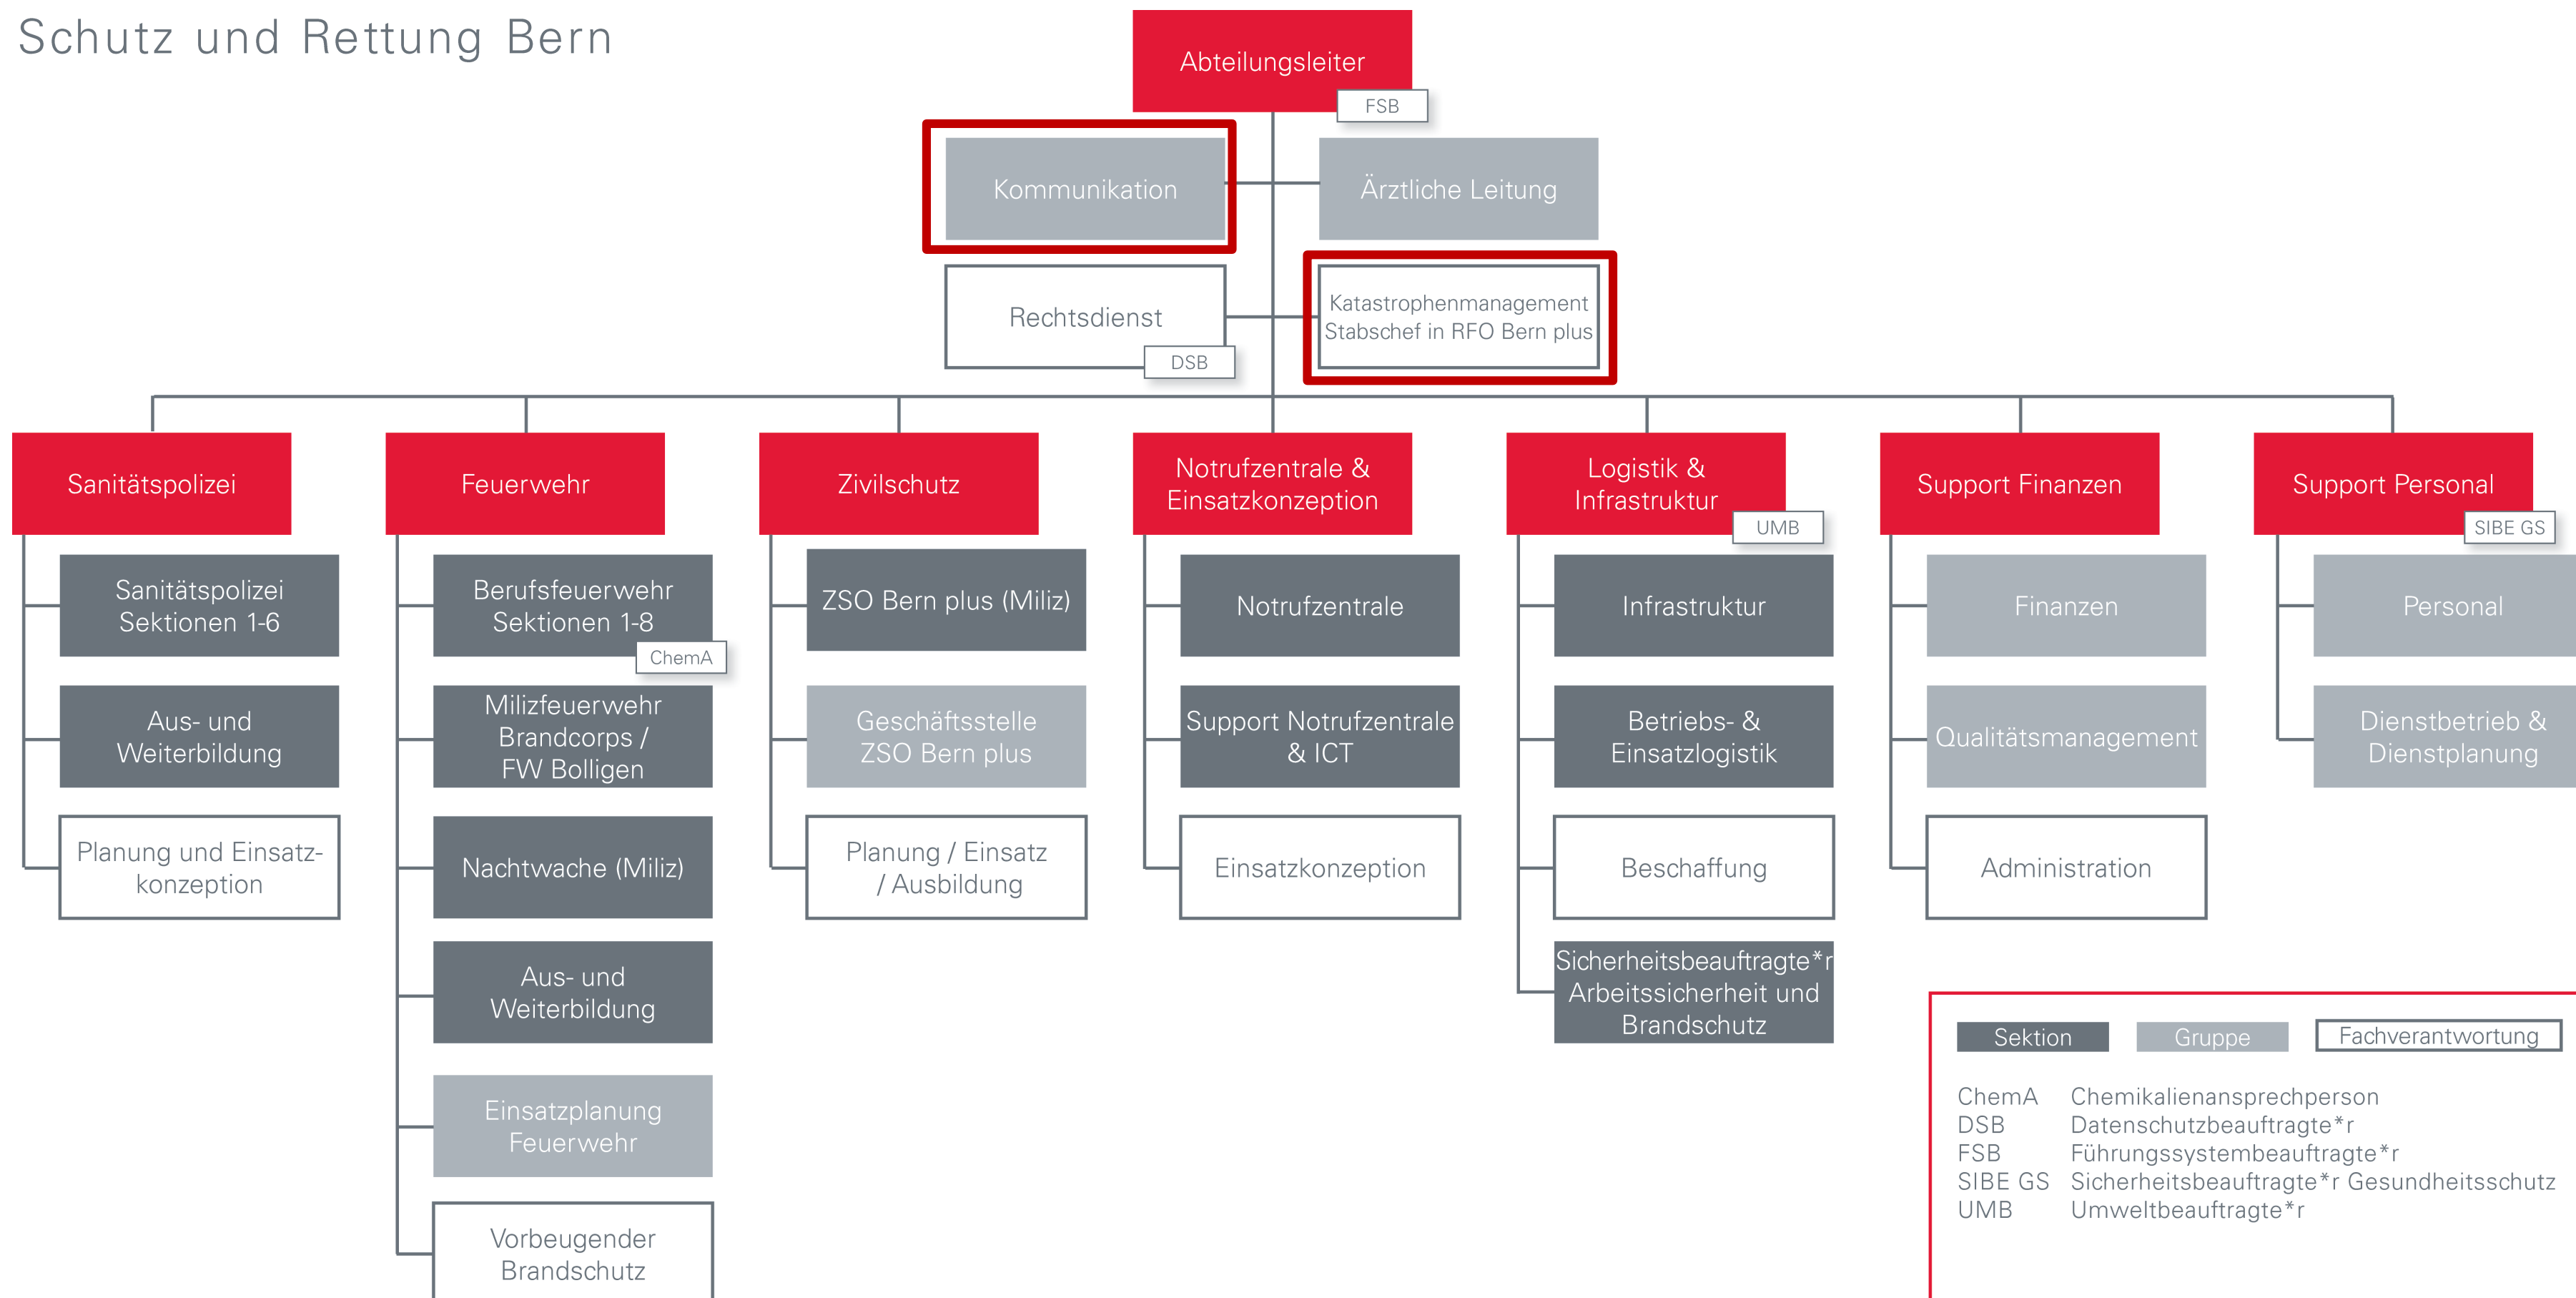 Schutz und Rettung Bern
Abteilungsleiter
FSB
Kommunikation
Ärztliche Leitung
Rechtsdienst
DSB
Katastrophenmanagement
Stabschef in RFO Bern plus
Sanitätspolizei
Feuerwehr
Zivilschutz
Notrufzentrale &
Einsatzkonzeption
Logistik &
Infrastruktur
UMB
Support Finanzen
Support Personal
SIBE GS
Sanitätspolizei
Sektionen 1-6
Aus- und
Weiterbildung
Planung und Einsatz-
konzeption
Berufsfeuerwehr
Sektionen 1-8
ChemA
Milizfeuerwehr
Brandcorps /
FW Bolligen
Nachtwache (Miliz)
Aus- und
Weiterbildung
Einsatzplanung
Feuerwehr
Vorbeugender
Brandschutz
ZSO Bern plus (Miliz)
Geschäftsstelle
ZSO Bern plus
Planung / Einsatz
/ Ausbildung
Notrufzentrale
Support Notrufzentrale
& ICT
Einsatzkonzeption
Infrastruktur
Betriebs- &
Einsatzlogistik
Beschaffung
Sicherheitsbeauftragte*r
Arbeitssicherheit und
Brandschutz
Finanzen
Qualitätsmanagement
Administration
Personal
Dienstbetrieb &
Dienstplanung
Sektion
Gruppe
Fachverantwortung
ChemA Chemikalienansprechperson
DSB Datenschutzbeauftragte*r
FSB Führungssystembeauftragte*r
SIBE GS Sicherheitsbeauftragte*r Gesundheitsschutz
UMB Umweltbeauftragte*r